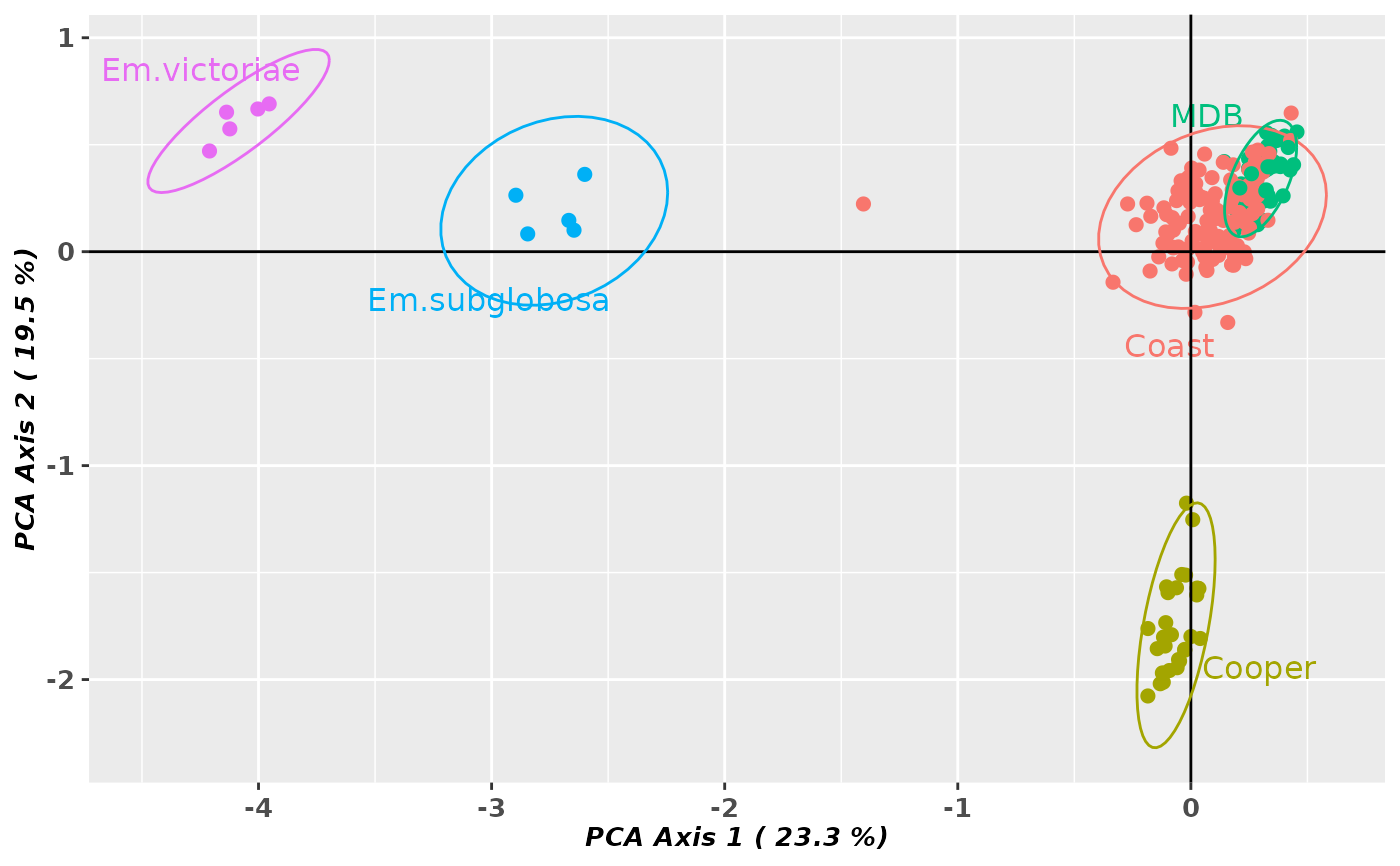 1
Em.victoriae
MDB
0
Em.subglobosa
Coast
-1
Cooper
-2
PCA Axis 2 ( 19.5 %)
-4 -3 -2 -1 0
PCA Axis 1 ( 23.3 %)